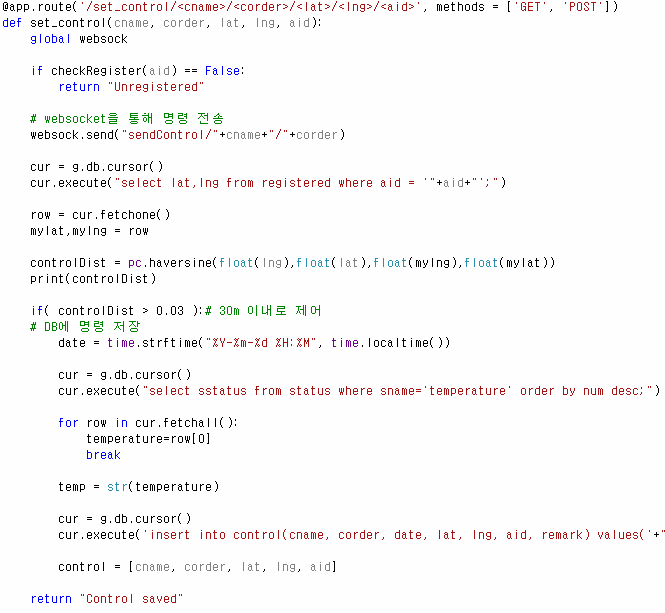 @app.route('/set_control/<cname>/<corder>/<lat>/<lng>/<aid>', methods = ['GET', 'POST'])
def set_control(cname, corder, lat, lng, aid):
    global websock

    if checkRegister(aid) == False:
        return "Unregistered"

    # websocket을 통해 명령 전송
    websock.send("sendControl/"+cname+"/"+corder)

    cur = g.db.cursor()
    cur.execute("select lat,lng from registered where aid = '"+aid+"';")

    row = cur.fetchone()
    mylat,mylng = row

    controlDist = pc.haversine(float(lng),float(lat),float(mylng),float(mylat))
    print(controlDist)

    if( controlDist > 0.03 ):# 30m 이내로 제어
    # DB에 명령 저장
        date = time.strftime("%Y-%m-%d %H:%M", time.localtime())

        cur = g.db.cursor()
        cur.execute("select sstatus from status where sname='temperature' order by num desc;")

        for row in cur.fetchall():
            temperature=row[0]
            break

        temp = str(temperature)

        cur = g.db.cursor()
        cur.execute('insert into control(cname, corder, date, lat, lng, aid, remark) values('+"

        control = [cname, corder, lat, lng, aid]

    return "Control saved"